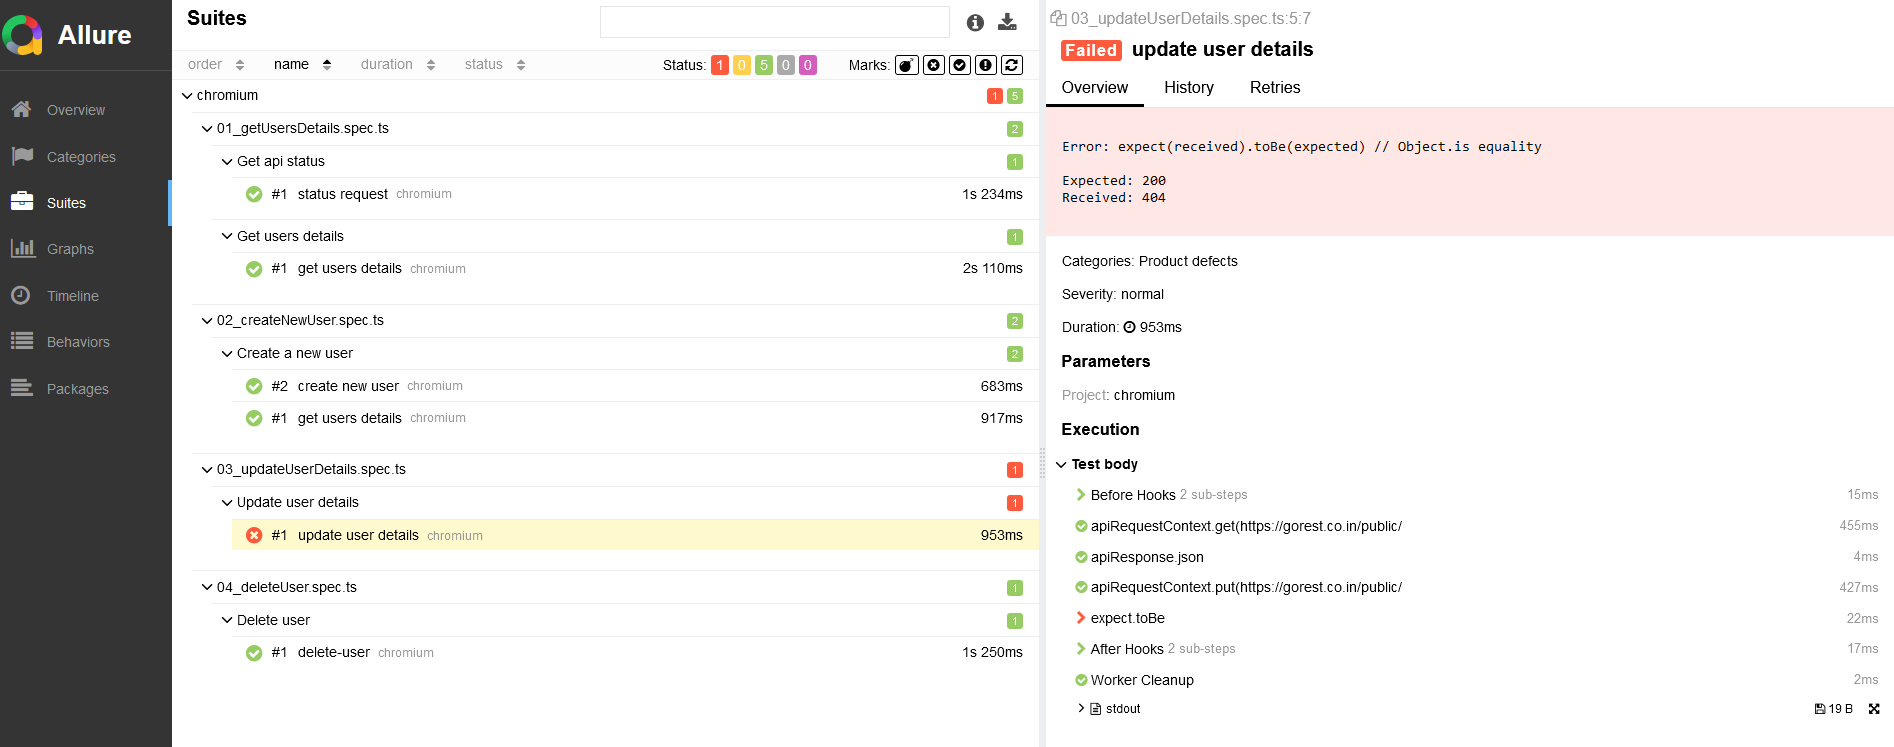 Allure
Overview
Categories
Suites
Graphs
Timeline
Behaviors
Packages
Suites
order name duration status Status: 1 0 5 0 0 Marks:
chromium 1 5
01_getUsersDetails.spec.ts 2
Get api status 1
#1 status request chromium 1s 234ms
Get users details 1
#1 get users details chromium 2s 110ms
02_createNewUser.spec.ts 2
Create a new user 2
#2 create new user chromium 683ms
#1 get users details chromium 917ms
03_updateUserDetails.spec.ts 1
Update user details 1
#1 update user details chromium 953ms
04_deleteUser.spec.ts 1
Delete user 1
#1 delete-user chromium 1s 250ms
03_updateUserDetails.spec.ts:5:7
Failed update user details
Overview History Retries
Error: expect(received).toBe(expected) // Object.is equality
Expected: 200
Received: 404
Categories: Product defects
Severity: normal
Duration: 953ms
Parameters
Project: chromium
Execution
Test body
Before Hooks 2 sub-steps 15ms
apiRequestContext.get(https://gorest.co.in/public/ 455ms
apiResponse.json 4ms
apiRequestContext.put(https://gorest.co.in/public/ 427ms
expect.toBe 22ms
After Hooks 2 sub-steps 17ms
Worker Cleanup 2ms
stdout 19 B